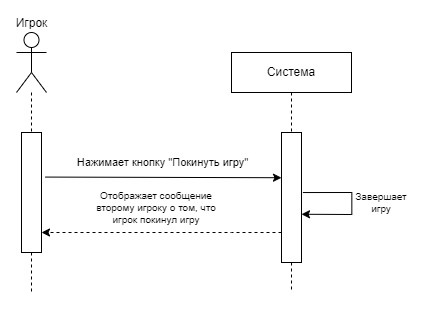 Игрок
Система
Нажимает кнопку "Покинуть игру"
Отображает сообщение
второму игроку о том, что
игрок покинул игру
Завершает
игру